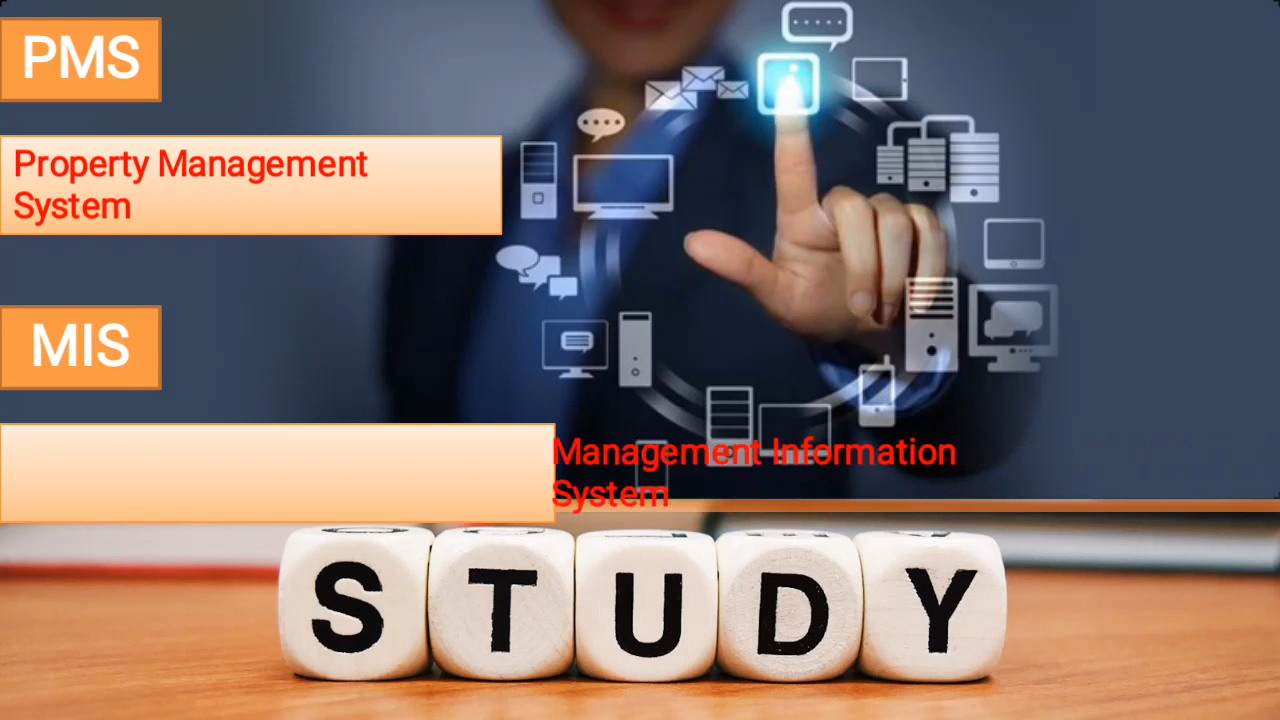 PMS
Property Management
System
MIS
Management Information
System
STUDY